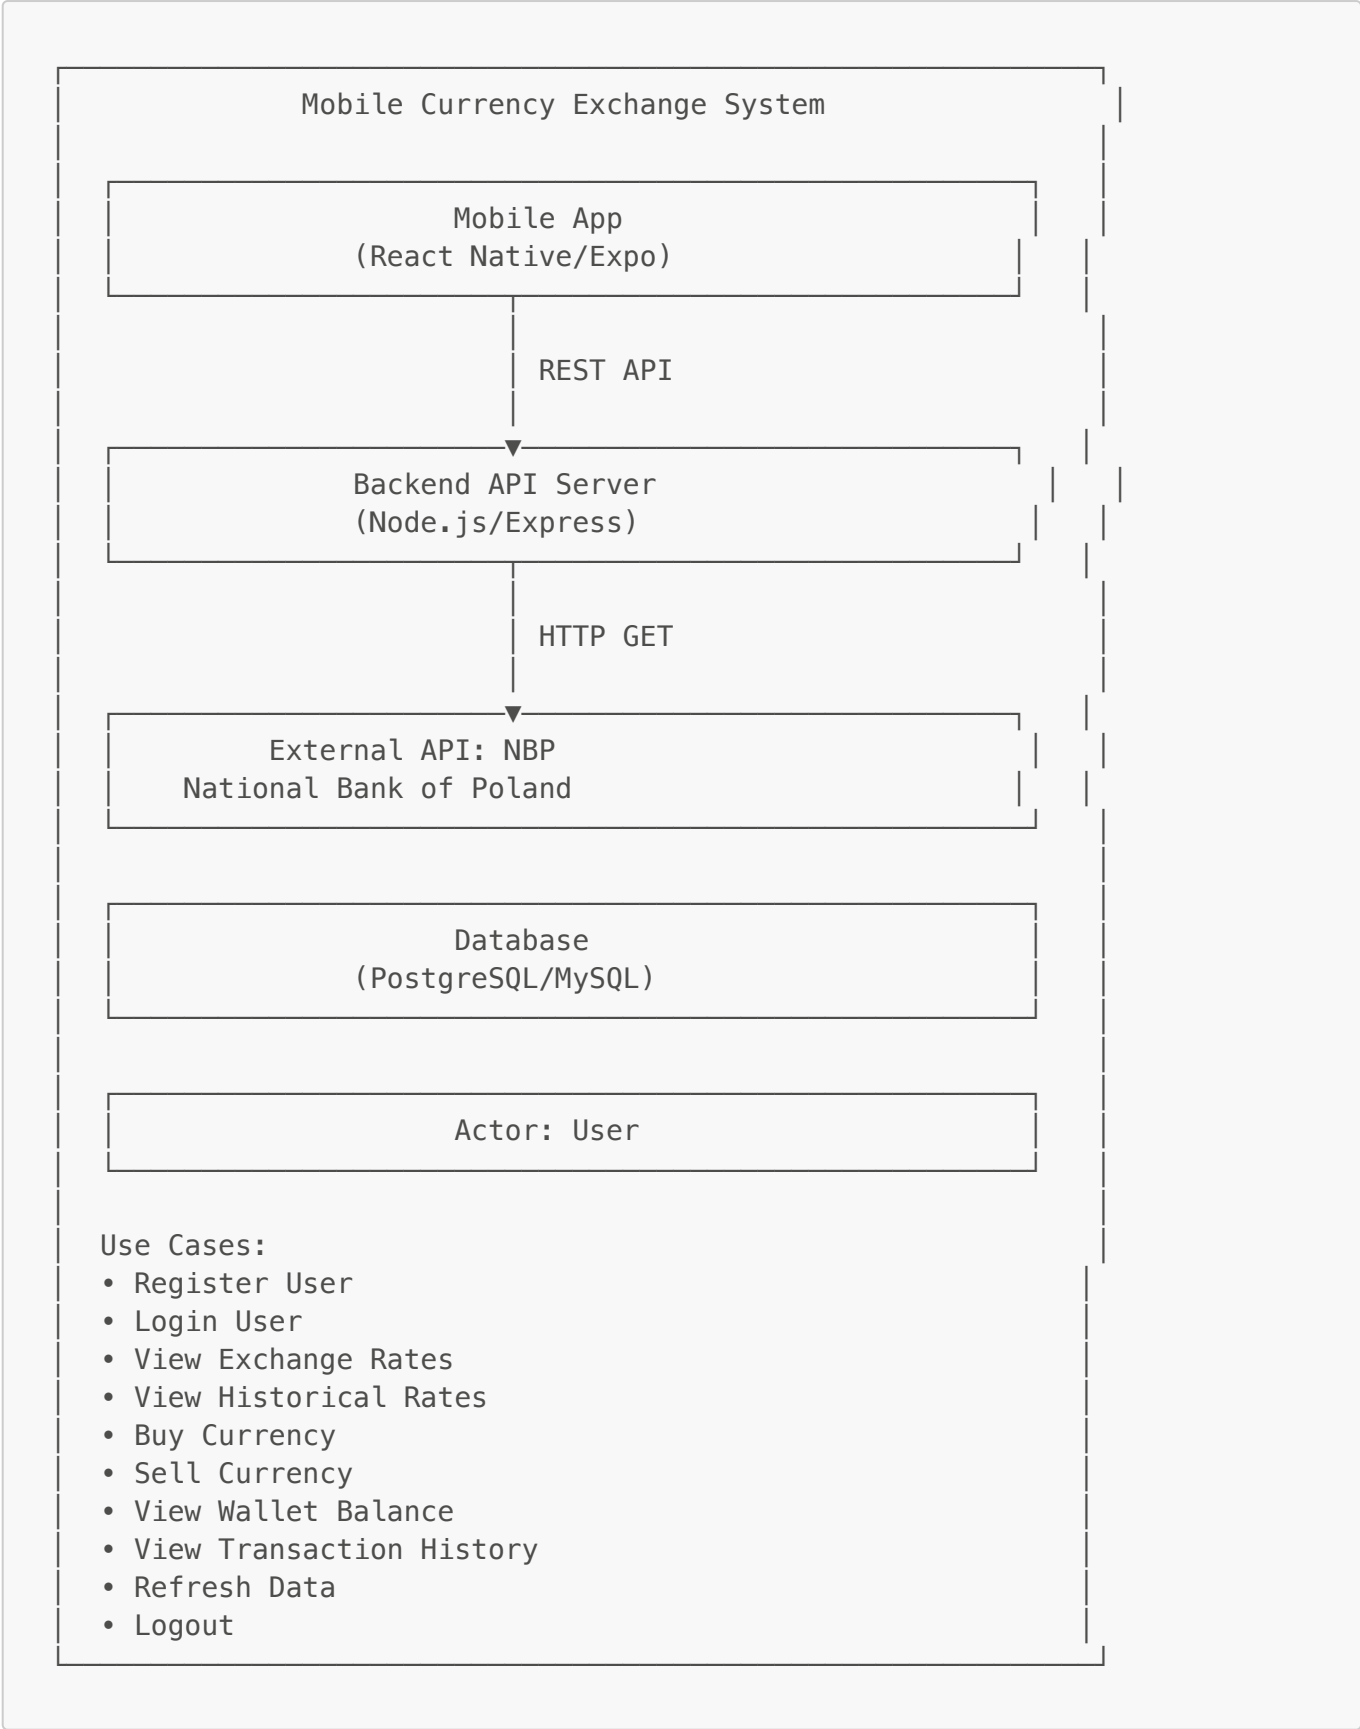 Mobile Currency Exchange System
Mobile App
(React Native/Expo)
REST API
Backend API Server
(Node.js/Express)
HTTP GET
External API: NBP
National Bank of Poland
Database
(PostgreSQL/MySQL)
Actor: User
Use Cases:
• Register User
• Login User
• View Exchange Rates
• View Historical Rates
• Buy Currency
• Sell Currency
• View Wallet Balance
• View Transaction History
• Refresh Data
• Logout